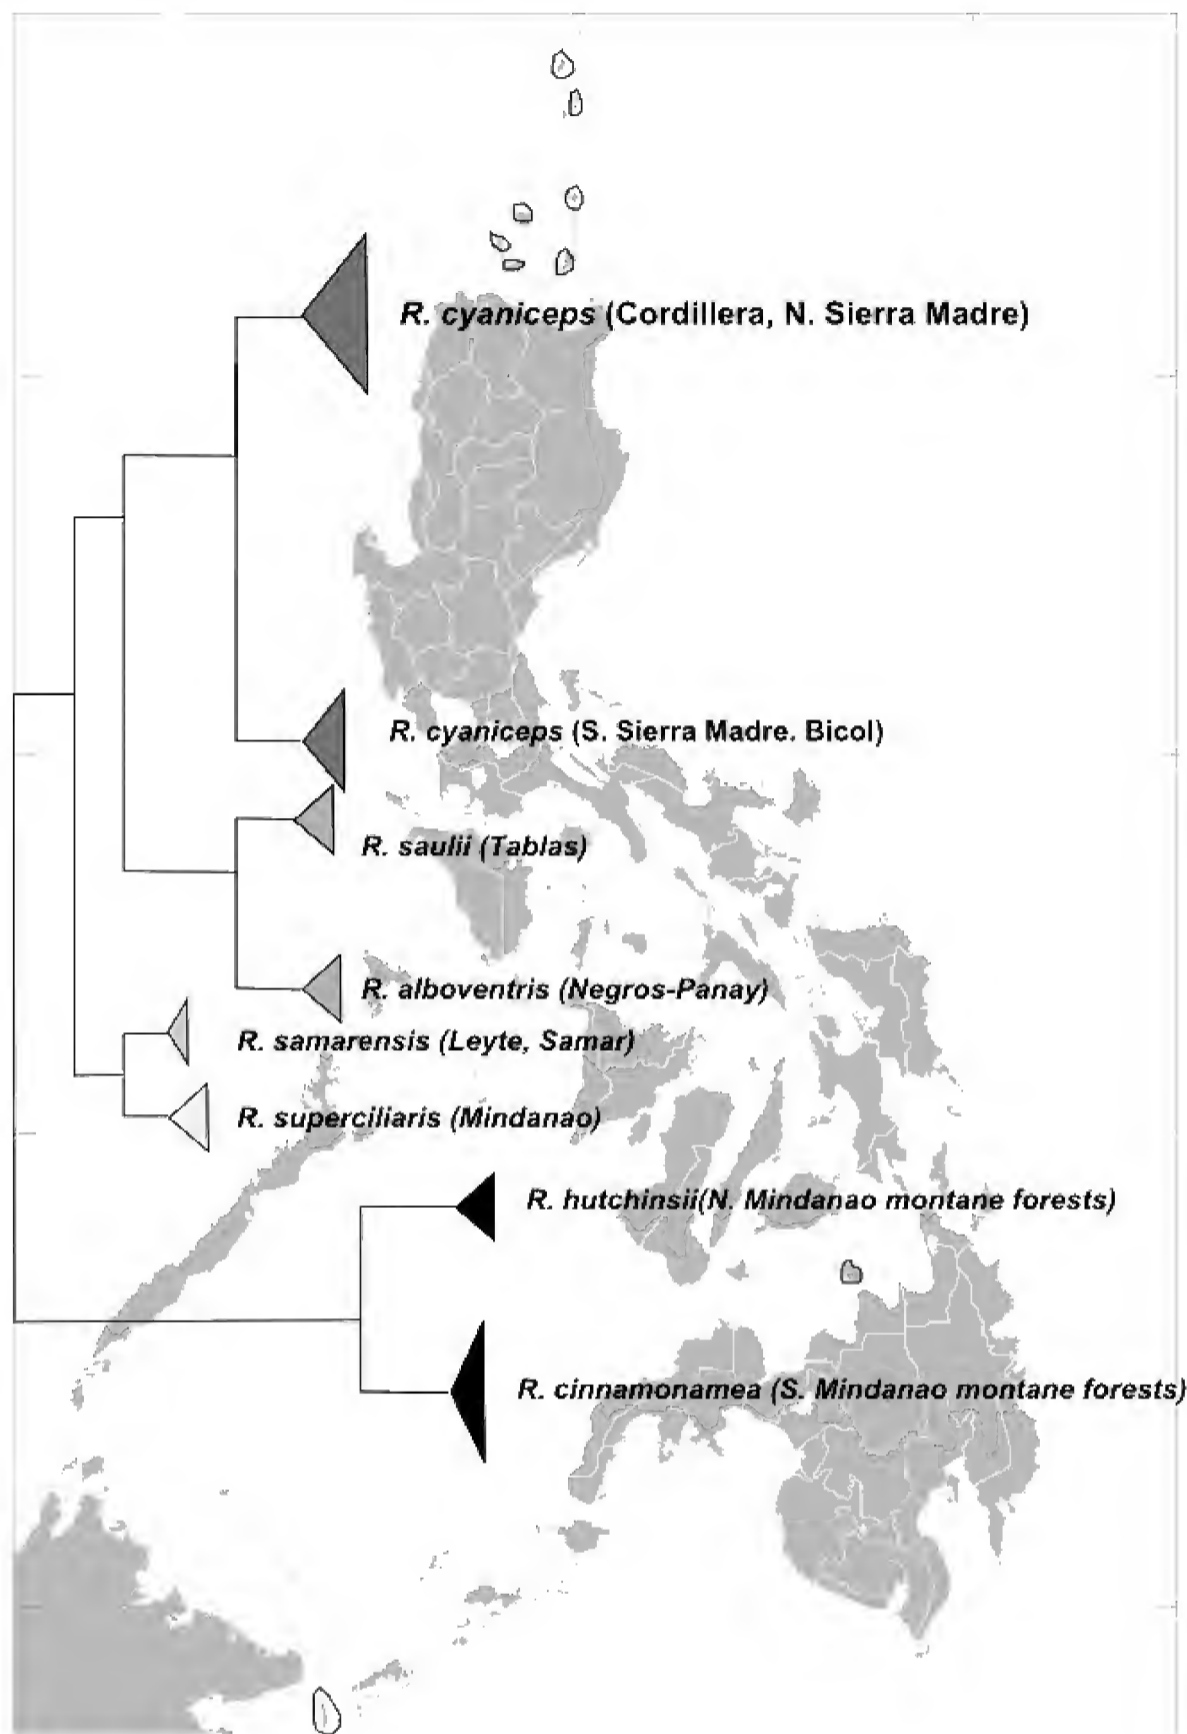 R. cyaniceps (Cordillera, N. Sierra Madre)
R. cyaniceps (S. Sierra Madre. Bicol)
R. saulii (Tablas)
R. alboventris (Negros-Panay)
R. samarensis (Leyte, Samar)
R. superciliaris (Mindanao)
R. hutchinsii(N. Mindanao montane forests)
R. cinnamonamea (S. Mindanao montane forests)